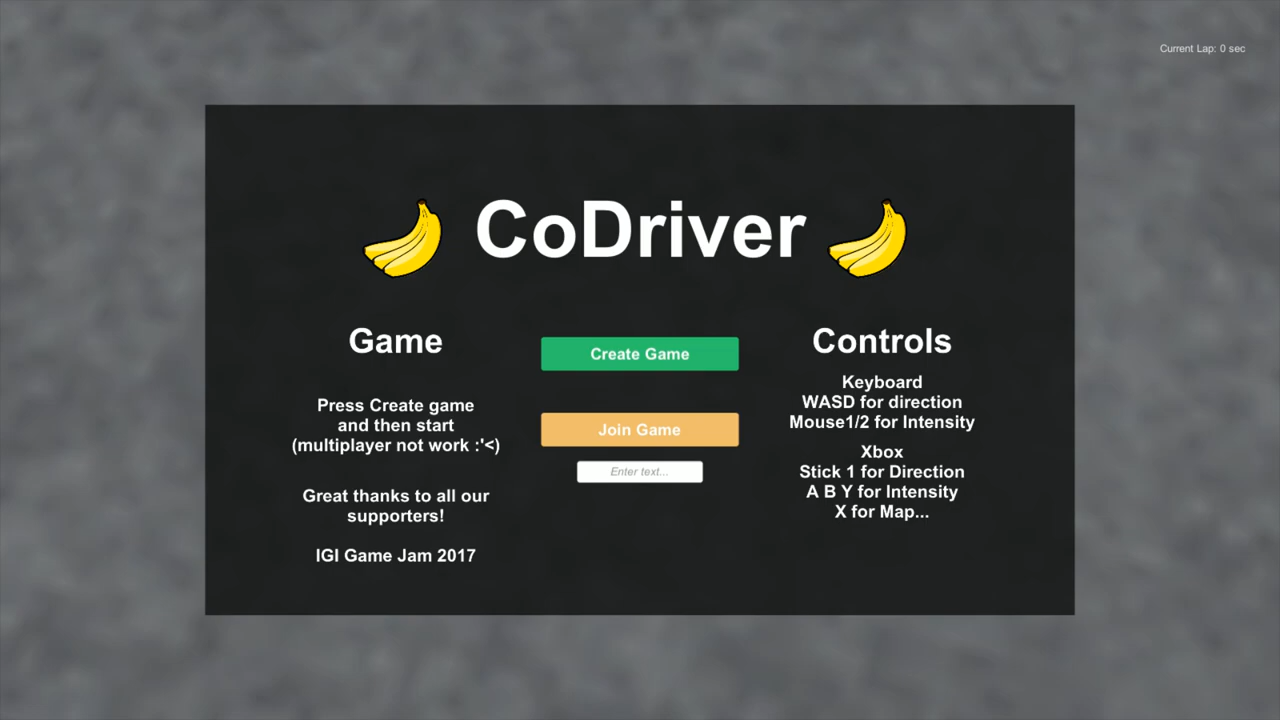 Current Lap: 0 sec
CoDriver
Game
Press Create game
and then start
(multiplayer not work :'<)
Great thanks to all our
supporters!
IGI Game Jam 2017
Create Game
Join Game
Enter text...
Controls
Keyboard
WASD for direction
Mouse1/2 for Intensity
Xbox
Stick 1 for Direction
A B Y for Intensity
X for Map...